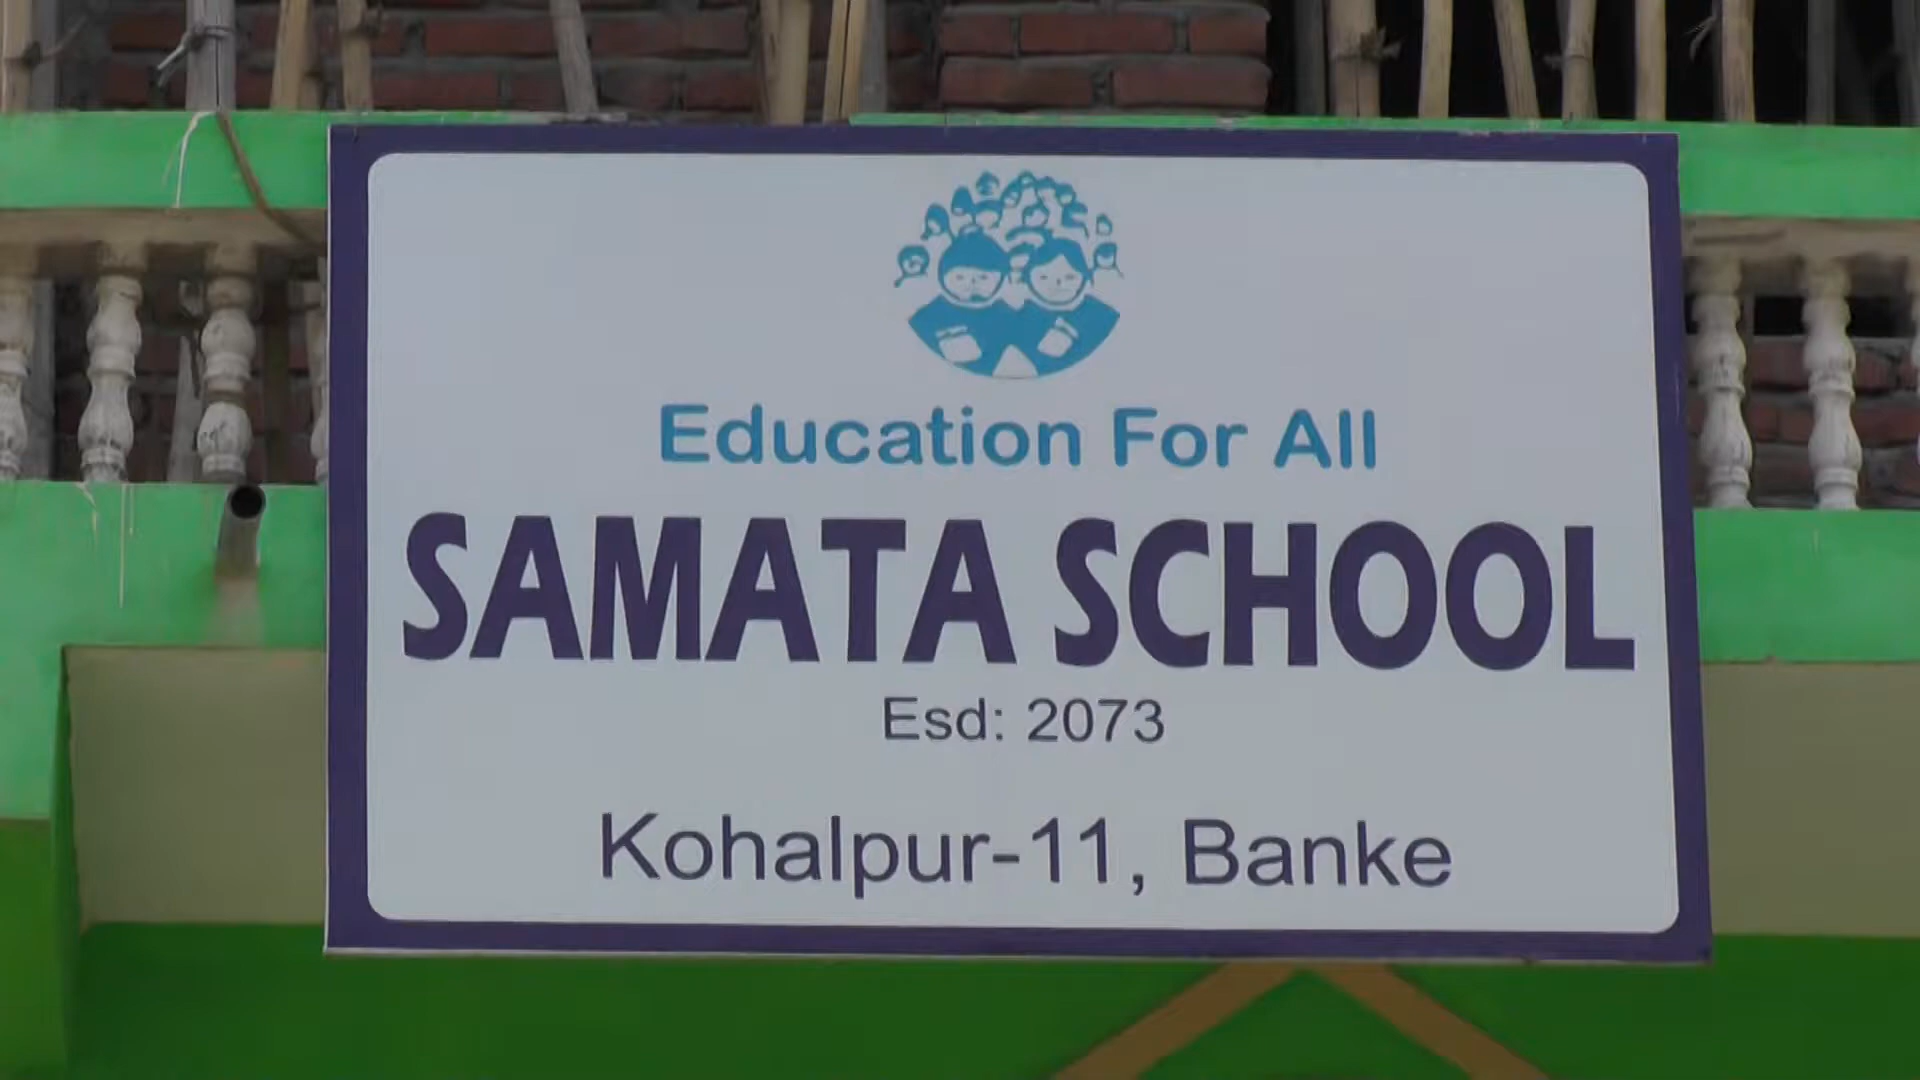 Education For All
SAMATA SCHOOL
Esd: 2073
Kohalpur-11, Banke